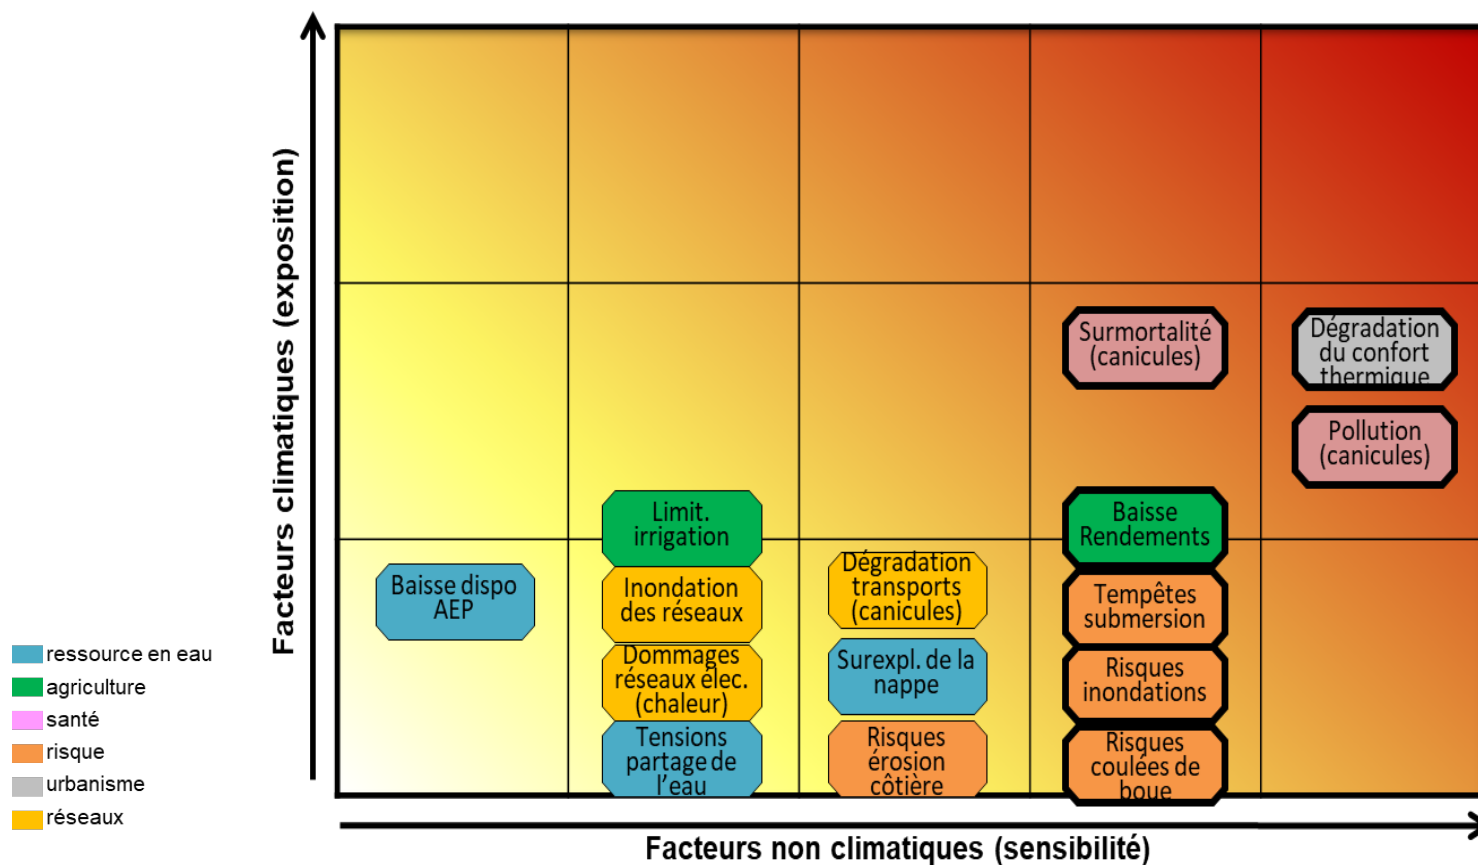 Facteurs climatiques (exposition)
Surmortalité
(canicules)
Dégradation
du confort
thermique
Pollution
(canicules)
Limit.
irrigation
Baisse
Rendements
Baisse dispo
AEP
Inondation
des réseaux
Dégradation
transports
(canicules)
Tempêtes
submersion
Dommages
réseaux élec.
(chaleur)
Surexpl. de la
nappe
Risques
inondations
Tensions
partage de
l'eau
Risques
érosion
côtière
Risques
coulées de
boue
ressource en eau
agriculture
santé
risque
urbanisme
réseaux
Facteurs non climatiques (sensibilité)